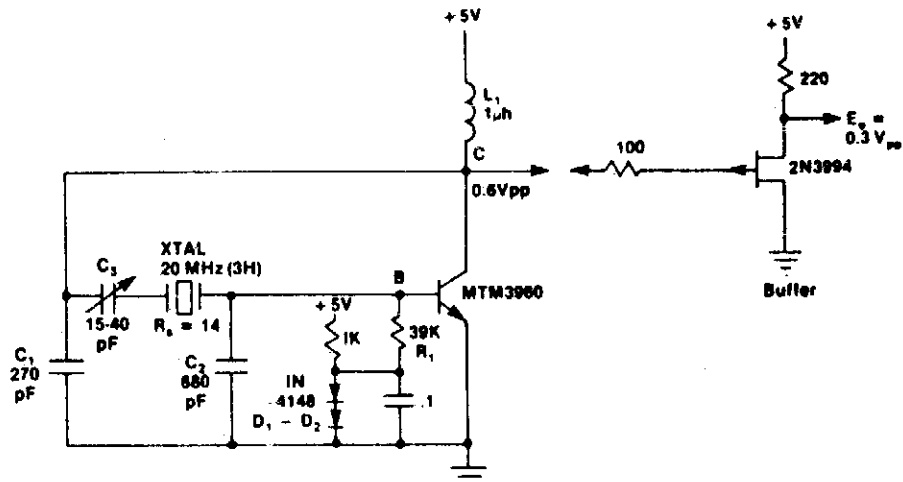 + 5V
L₁
1μh
C
0.6Vpp
100
+ 5V
220
Eφ =
0.3 Vpp
2N3994
Buffer
C₃
15-40
pF
XTAL
20 MHz (3H)
Rs = 14
C₁
270
pF
C₂
680
pF
+ 5V
IK
B
39K
R₁
IN
4148
D₁ - D₂
.1
MTM3960